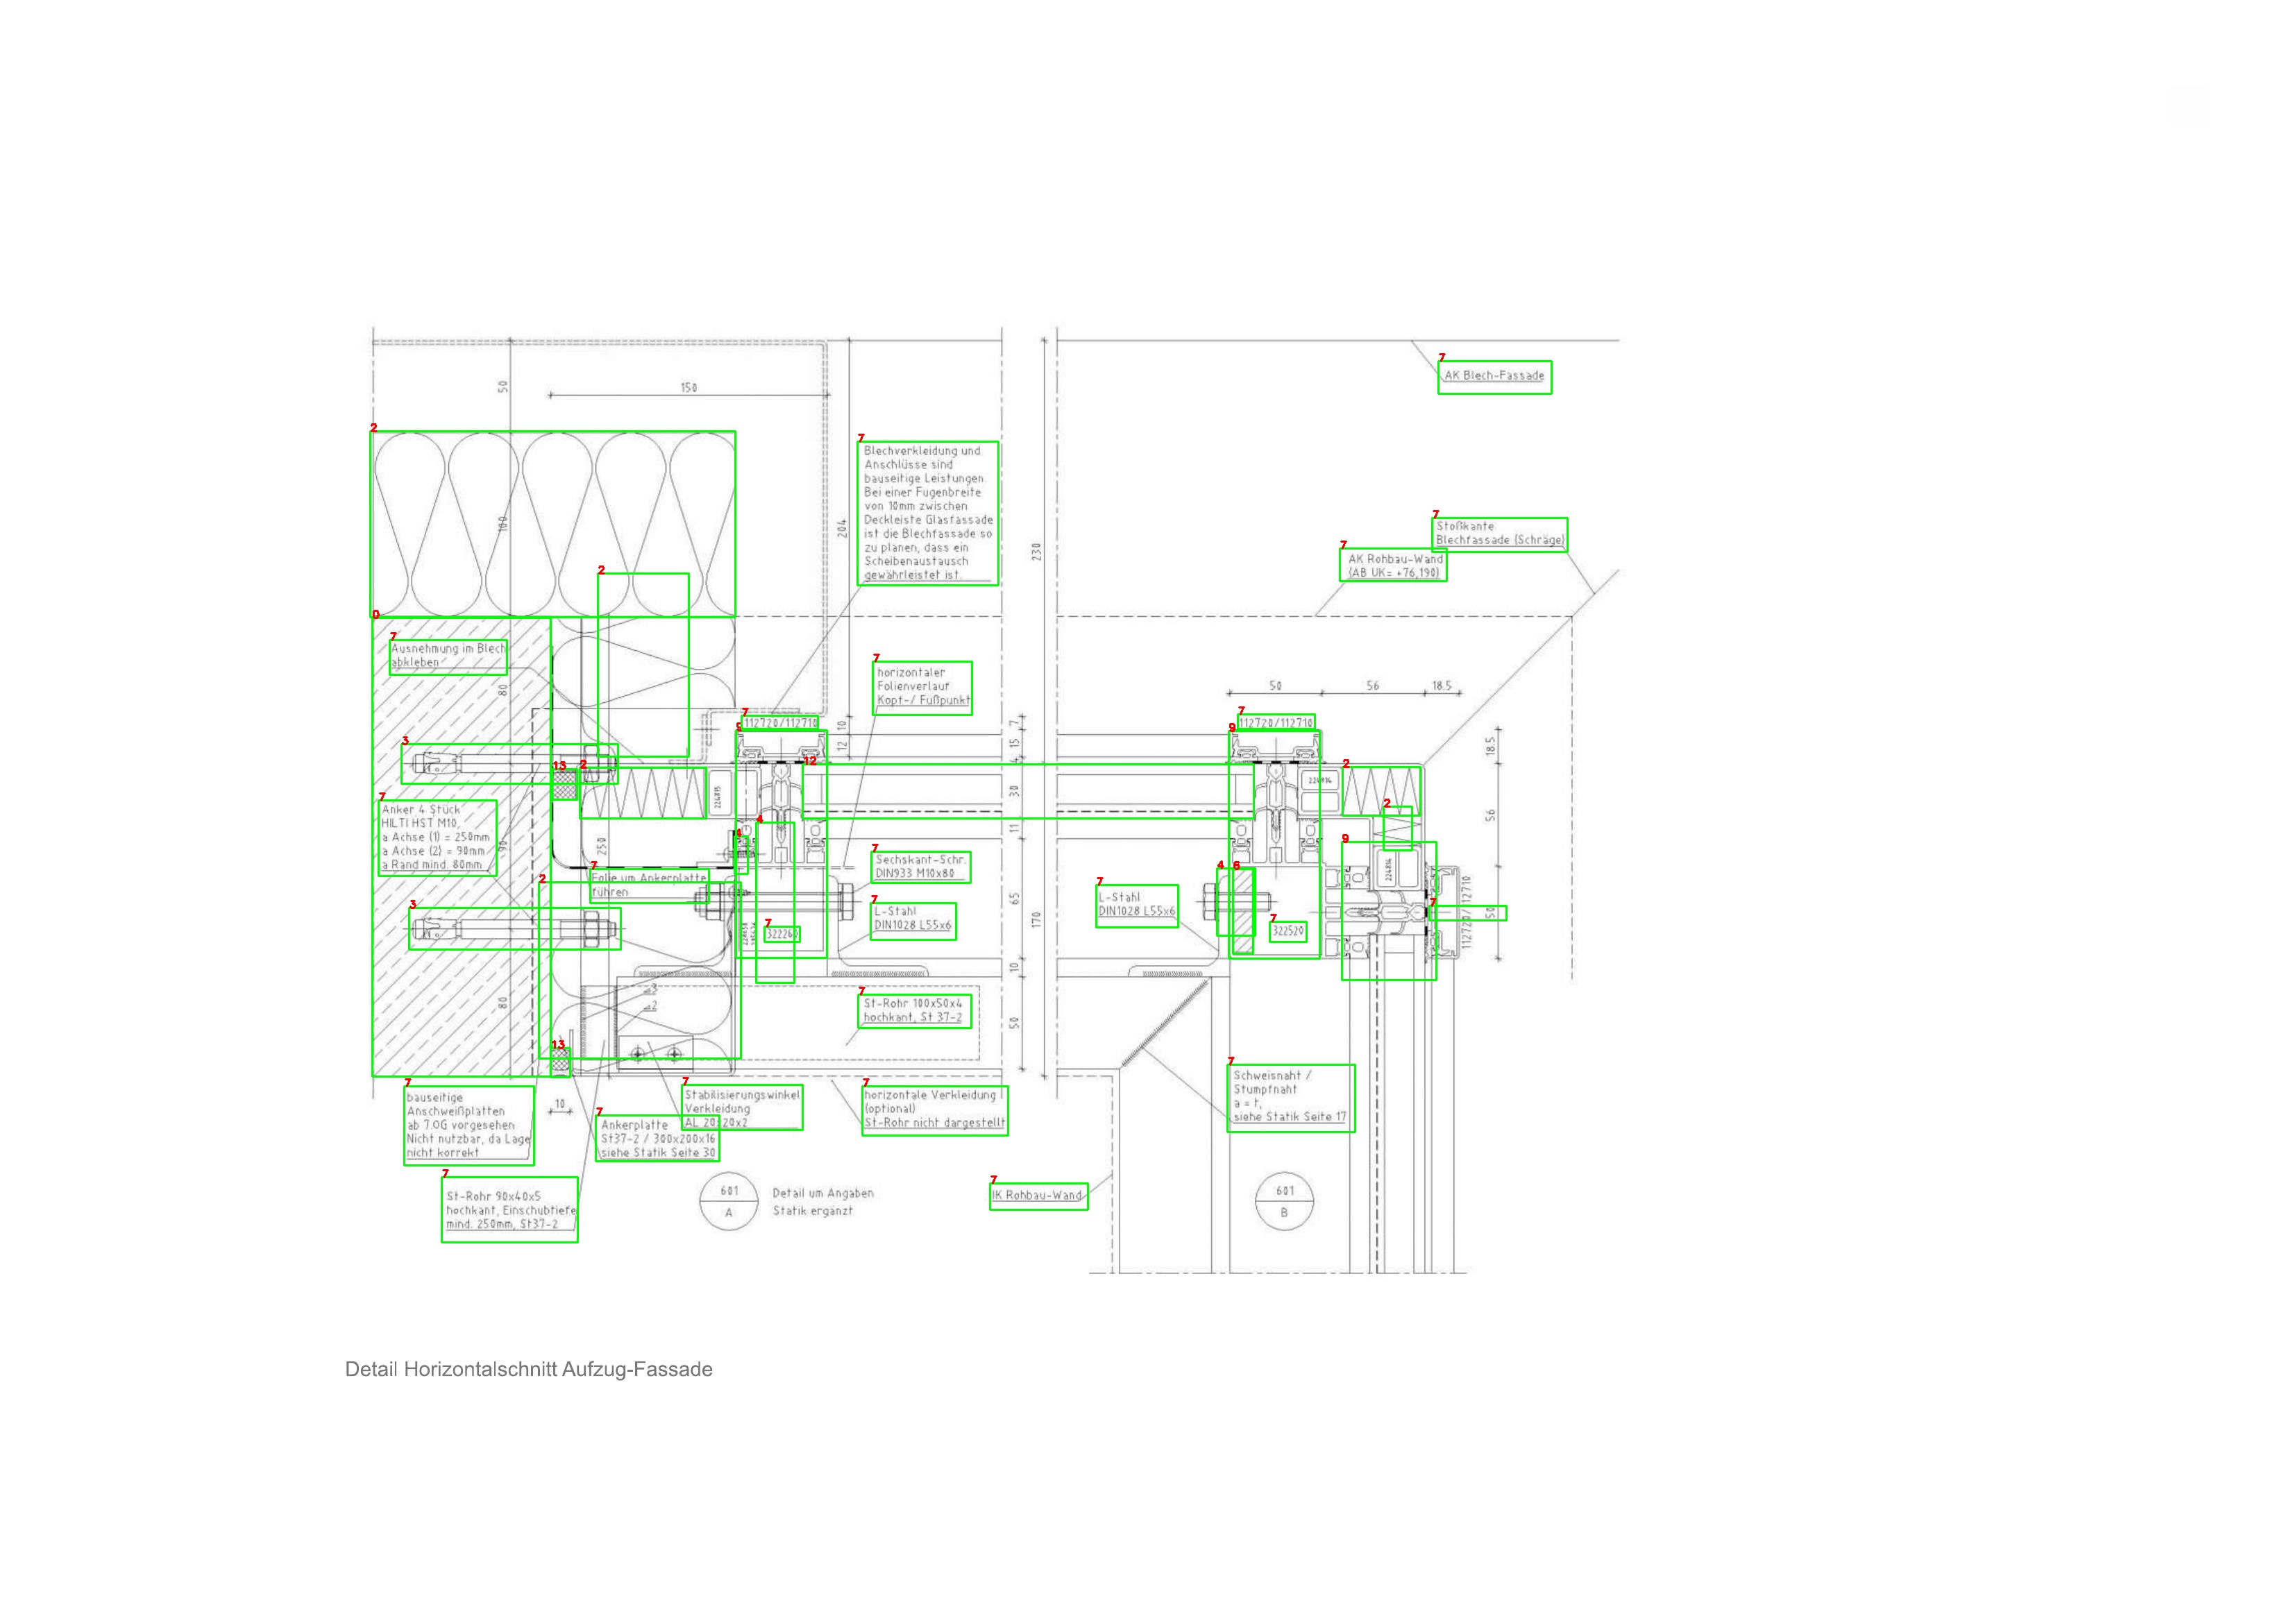 AK Blech-Fassade
50
150
Blechverkleidung und
Anschlüsse sind
bauseitige Leistungen.
Bei einer Fugenbreite
von 10mm zwischen
Deckleiste Glasfassade
ist die Blechfassade so
zu planen, dass ein
Scheibenaustausch
gewährleistet ist.
204
230
Stoßkante
Blechfassade (Schräge)
AK Rohbau-Wand
(AB UK= +76,190)
Ausnehmung im Blech
abkleben
80
horizontaler
Folienverlauf
Kopf-/ Fußpunkt
50
56
18.5
112720/112710
112720/112710
10
12
7
15
4
30
11
65
10
50
170
18.5
56
50
Anker 4 Stück
HILTI HST M10,
a Achse (1) = 250mm
a Achse (2) = 90mm
a Rand mind. 80mm
90
250
224815
224814
Folie um Ankerplatte
führen
Sechskant-Schr.
DIN933 M10x80
L-Stahl
DIN1028 L55x6
L-Stahl
DIN1028 L55x6
322260
322520
112720/ 112710
80
3
2
St-Rohr 100x50x4
hochkant, St 37-2
bauseitige
Anschweißplatten
ab 7.OG vorgesehen
Nicht nutzbar, da Lage
nicht korrekt
10
Stabilisierungswinkel
Verkleidung
AL 20x20x2
Ankerplatte
St37-2 / 300x200x16
siehe Statik Seite 30
horizontale Verkleidung
(optional)
St-Rohr nicht dargestellt
Schweisnaht /
Stumpfnaht
a = t,
siehe Statik Seite 17
St-Rohr 90x40x5
hochkant, Einschubtiefe
mind. 250mm, St37-2
601
A
Detail um Angaben
Statik ergänzt
IK Rohbau-Wand
601
B
Detail Horizontalschnitt Aufzug-Fassade